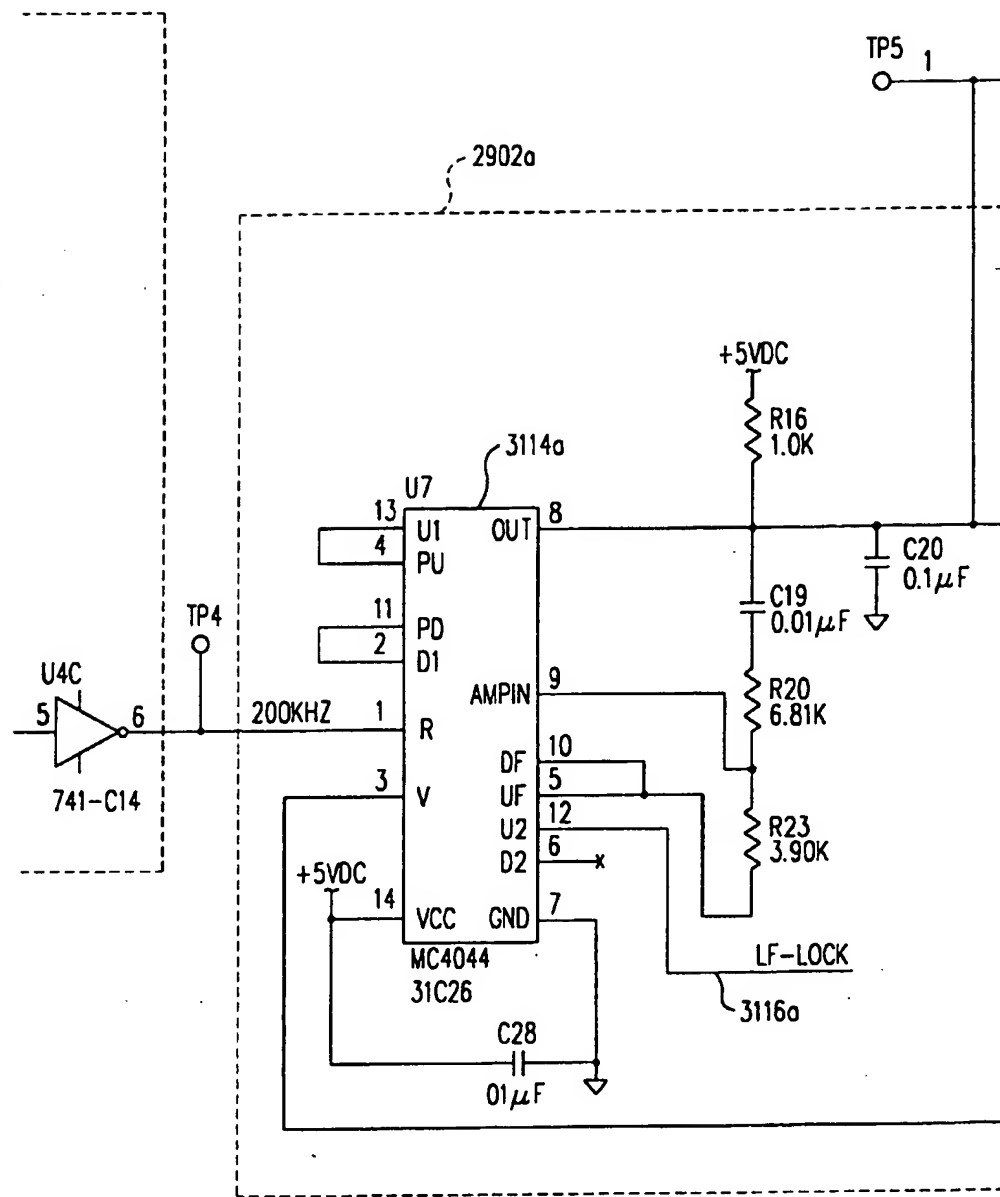 TP5 1
2902a
+5VDC
R16
1.0K
3114a
U7
13 U1 OUT 8
4 PU
C20
0.1μF
C19
0.01μF
11 PD
2 D1
TP4
U4C
5 6
741-C14
AMPIN 9
R20
6.81K
200KHZ 1 R
DF 10
3 V UF 5
U2 12
D2 6 x
R23
3.90K
+5VDC
14 VCC GND 7
MC4044
31C26
LF-LOCK
3116a
C28
01μF